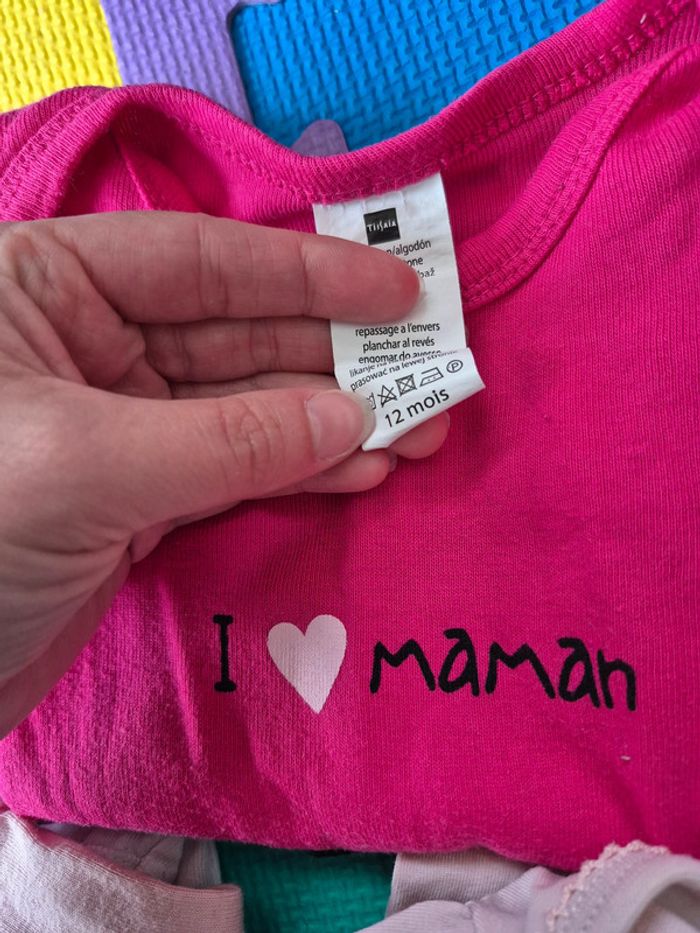 Tissaia
/algodón
repassage a l'envers
planchar al revés
engomar do avesso
prasować na lewej stronie
P
12 mois
I maman